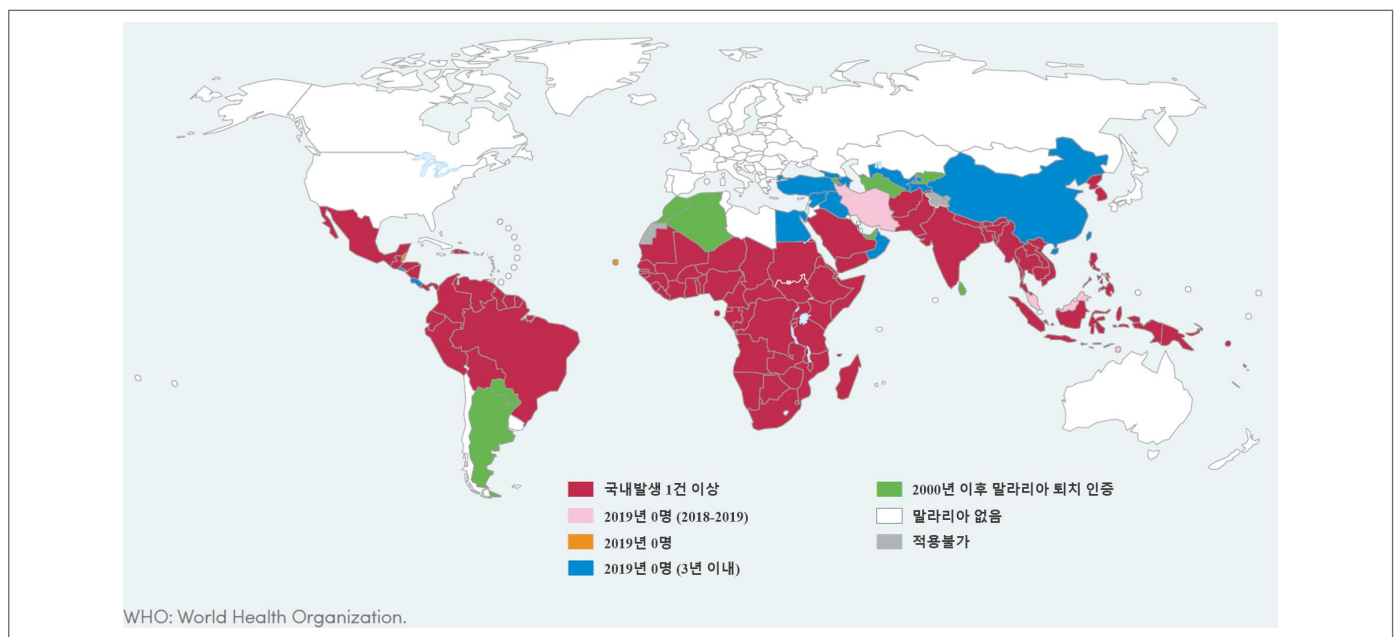 국내발생 1건 이상
2019년 0명 (2018-2019)
2019년 0명
2019년 0명 (3년 이내)
2000년 이후 말라리아 퇴치 인증
말라리아 없음
적용불가
WHO: World Health Organization.